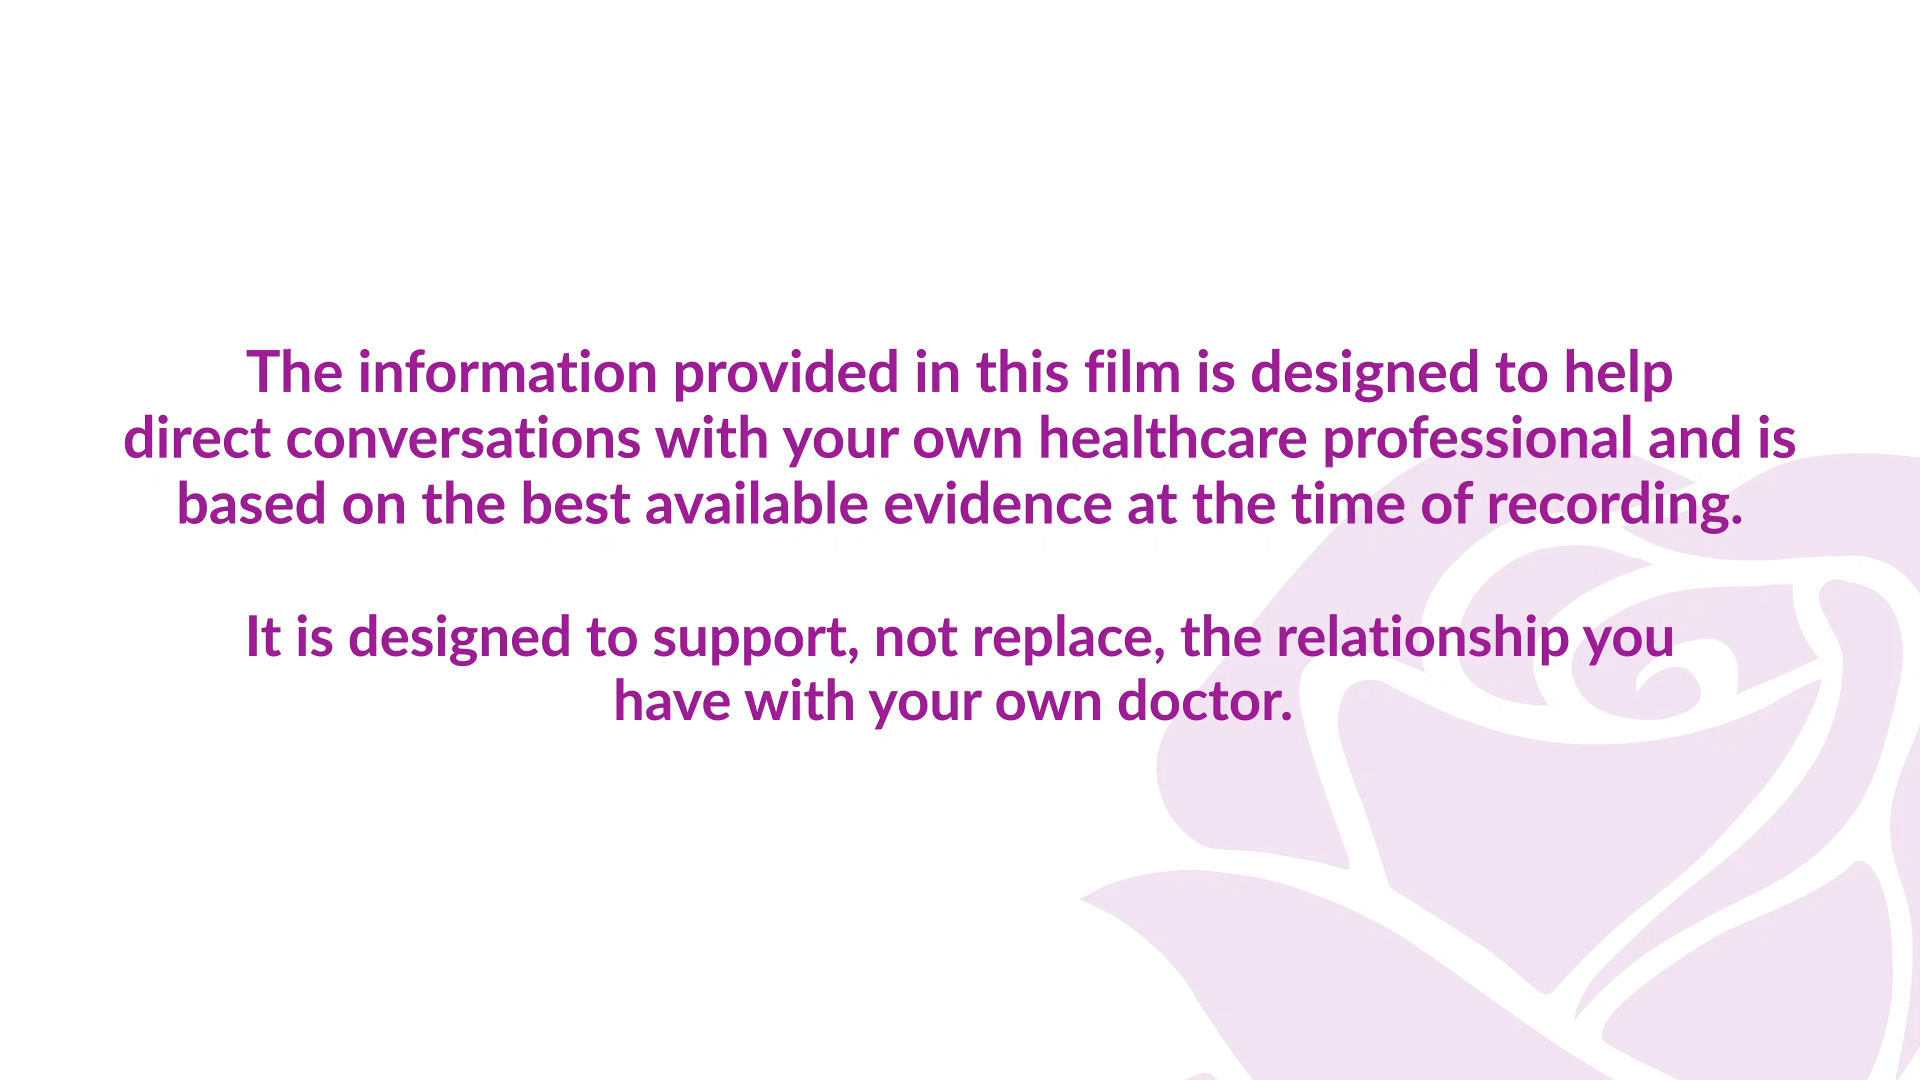 The information provided in this film is designed to help
direct conversations with your own healthcare professional and is
based on the best available evidence at the time of recording.
It is designed to support, not replace, the relationship you
have with your own doctor.